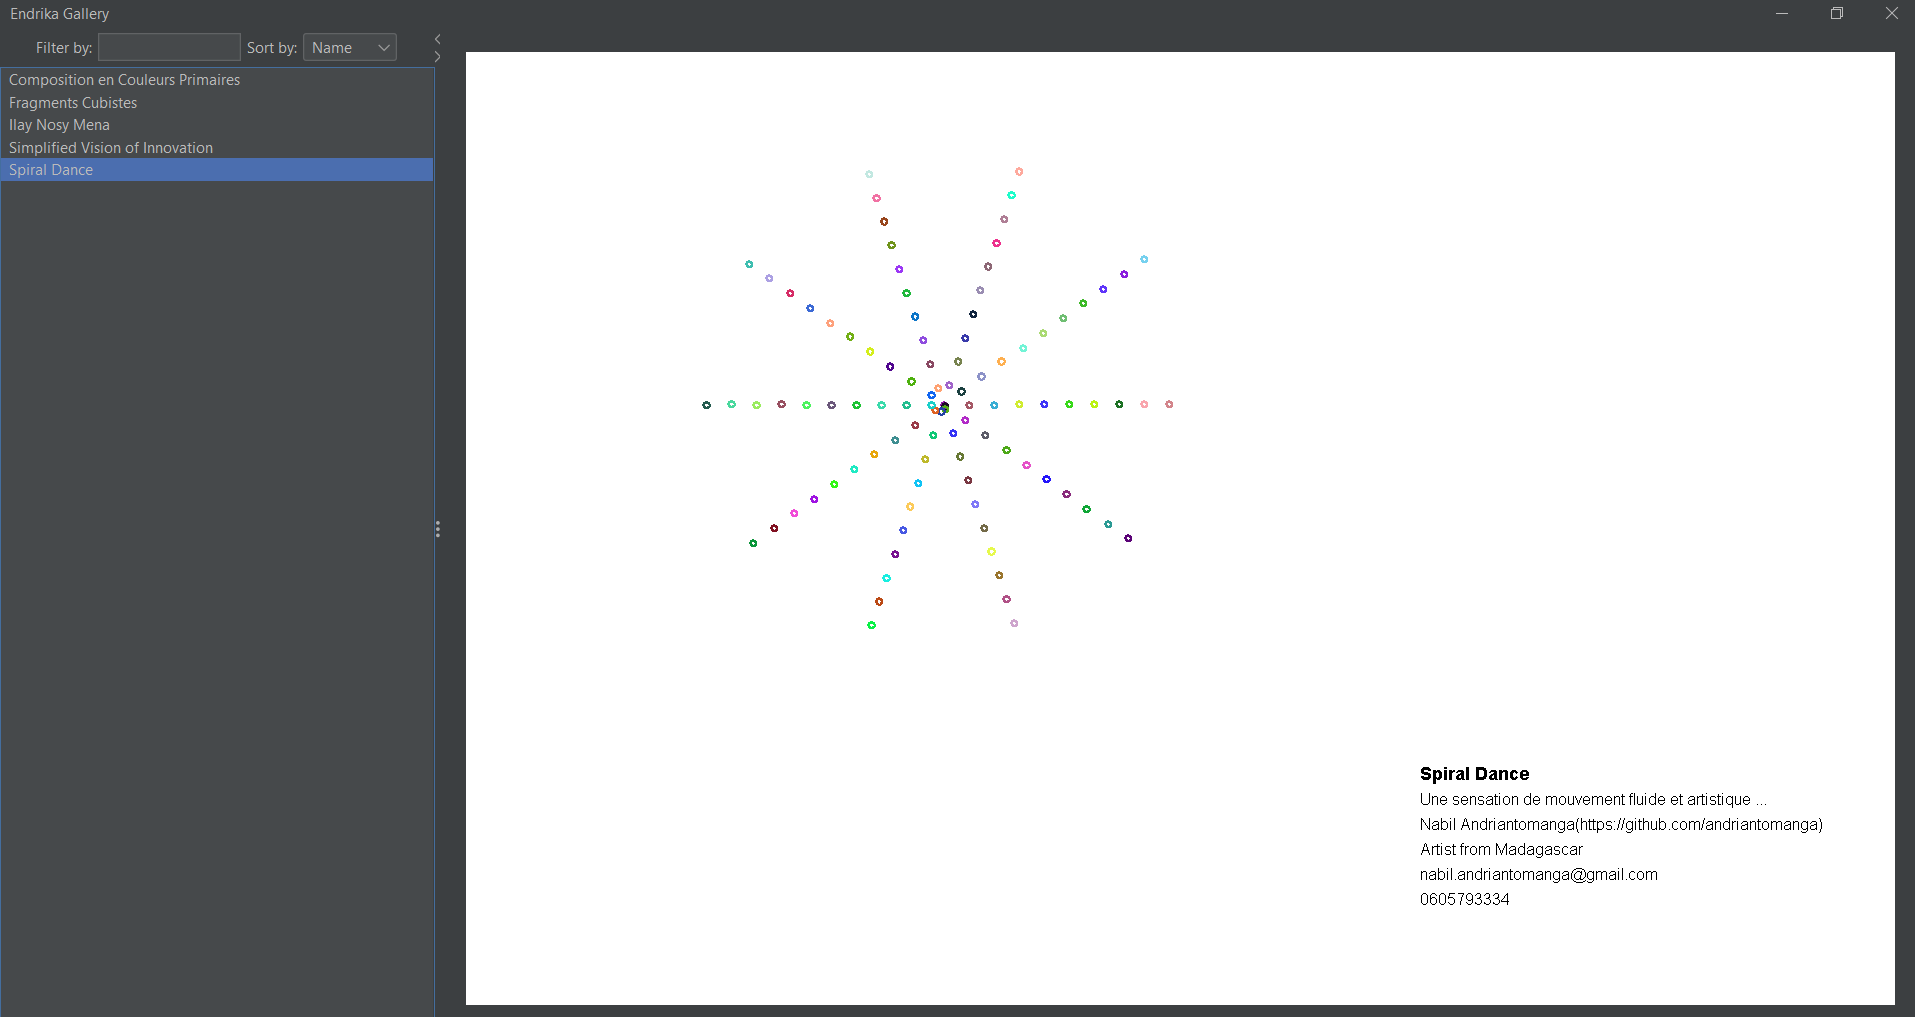 Endrika Gallery
Filter by: Sort by: Name
Composition en Couleurs Primaires
Fragments Cubistes
Ilay Nosy Mena
Simplified Vision of Innovation
Spiral Dance
Spiral Dance
Une sensation de mouvement fluide et artistique ...
Nabil Andriantomanga(https://github.com/andriantomanga)
Artist from Madagascar
nabil.andriantomanga@gmail.com
0605793334